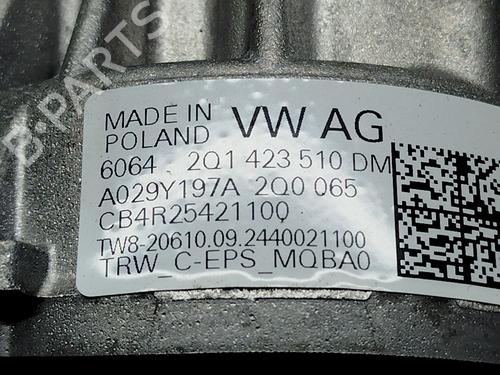 B-PARTS
MADE IN
POLAND
VW AG
6064 2Q1 423 510 DM
A029Y197A 2Q0 065
CB4R25421100
TW8-20610.09.2440021100
TRW_C-EPS_MQBA0